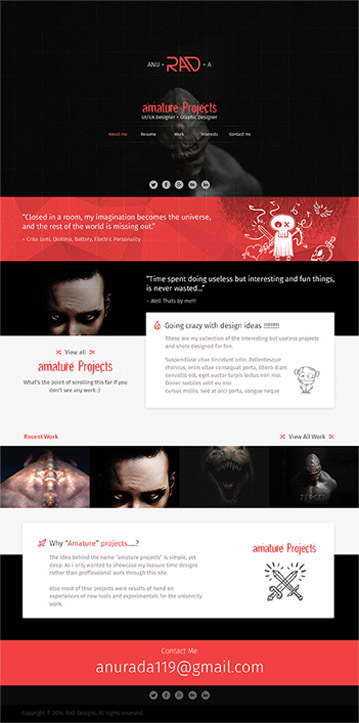 ANU • RAD • A
amature Projects
UI/UX Designer + Graphic Designer
About me Resume Work Interests Contact me
"Closed in a room, my imagination becomes the universe,
and the rest of the world is missing out."
- Criss Jami, Diotima, Battery, Electric Personality
"Time spent doing useless but interesting and fun things,
is never wasted..."
- Well Thats by me!!!
Going crazy with design ideas !!!!!!!!
These are my collection of the interesting but useless projects
and shots designed for fun.
Suspendisse vitae tincidunt odio. Pellentesque
rhoncus, enim vitae consequat porta, libero diam
convallis est, eget auctor turpis lectus non nisi.
Donec sodales velit eu nisi
cursus mollis. Sed at orci porta, congue neque
View all
amature Projects
What's the point of scrolling this far if you
don't see any work :)
Recent Work
View All Work
ZERGEN
Why "Amature" projects.....?
The idea behind the name "amature projects" is simple, yet
deep. As I only wanted to showcase my leasure time designs
rather than proffessional work through this site.
Also most of thse projects were results of hand on
experiences of new tools and experimentals for the university
work.
amature Projects
Contact Me
anurada119@gmail.com
Copyright © 2014. RAD Designs. All rights reserved.